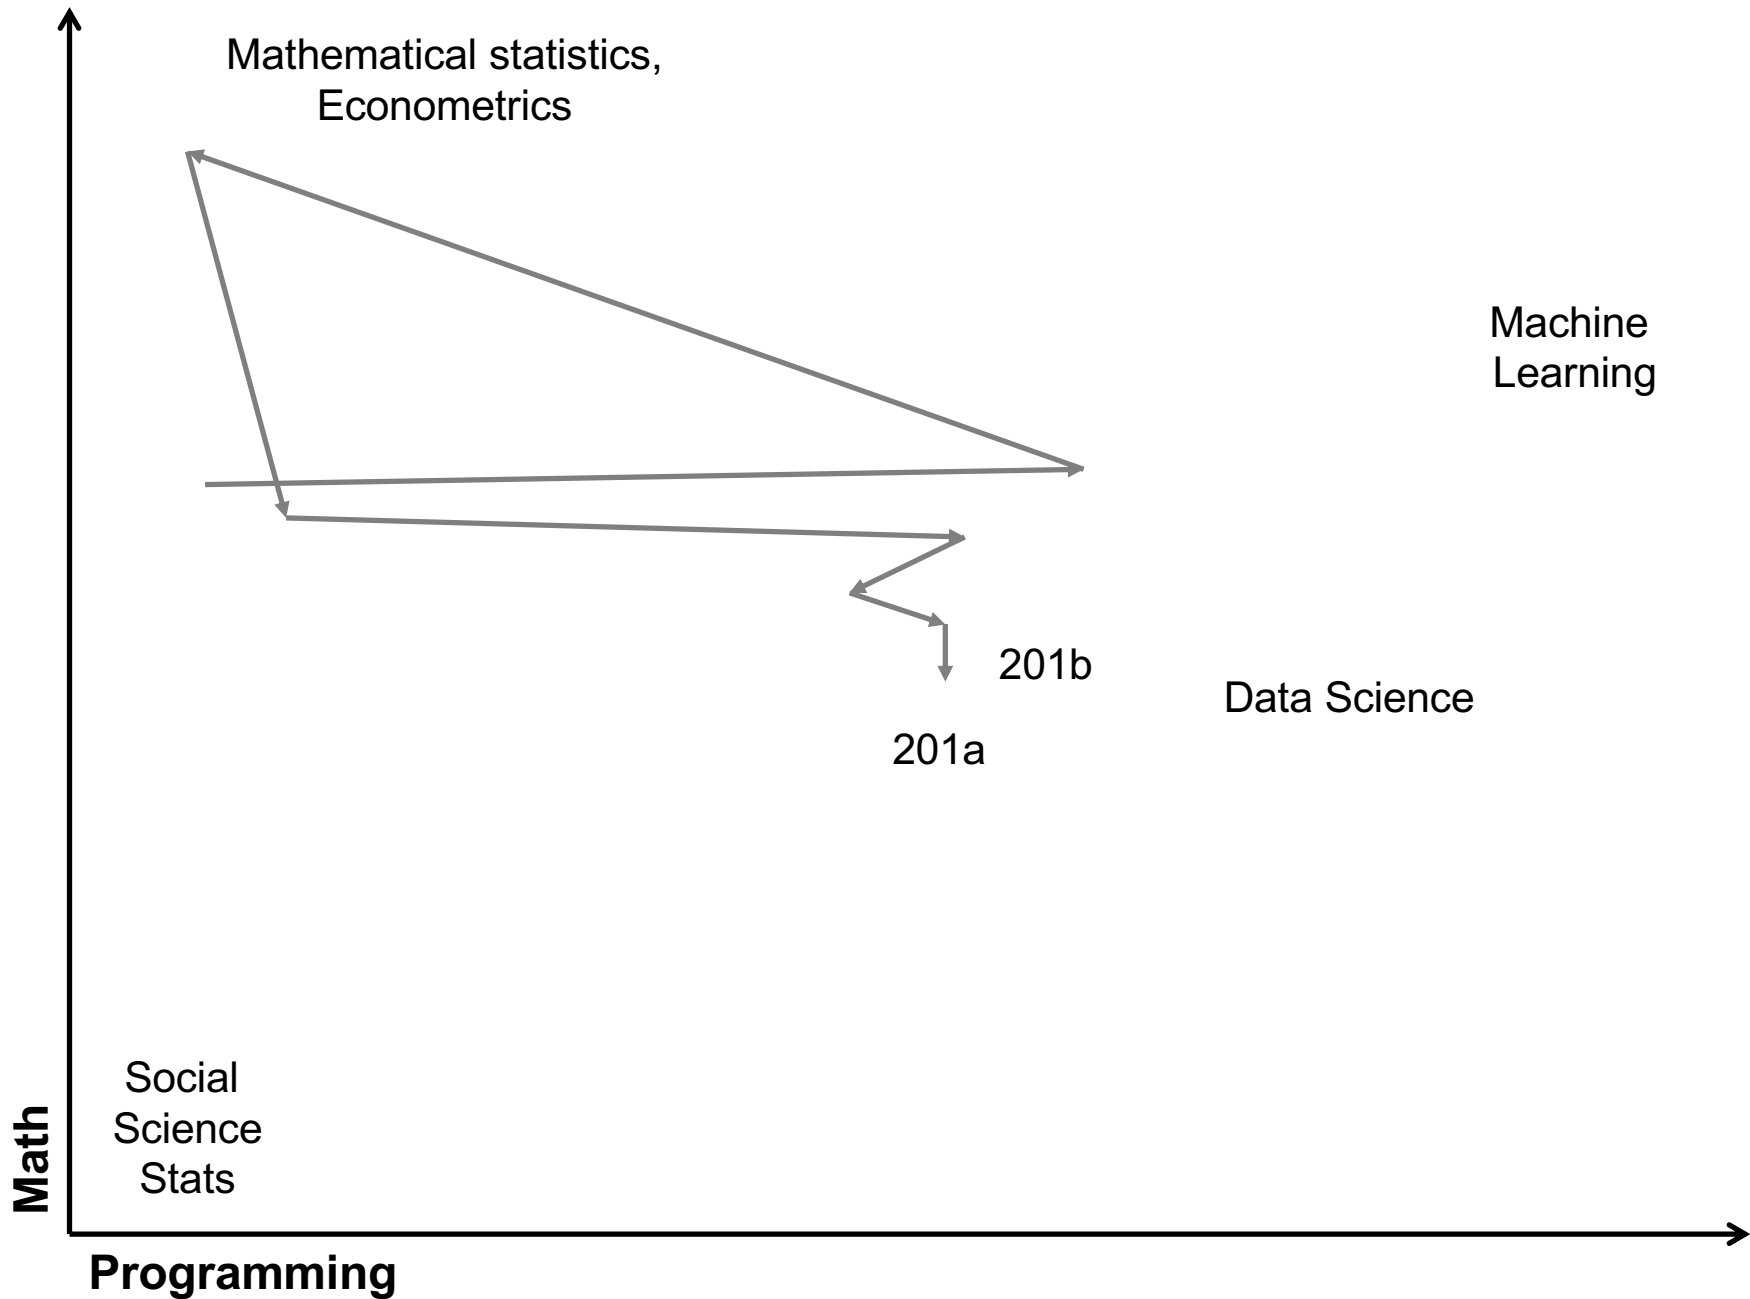 Mathematical statistics,
Econometrics
Machine
Learning
201b
Data Science
201a
Social
Science
Stats
Math
Programming